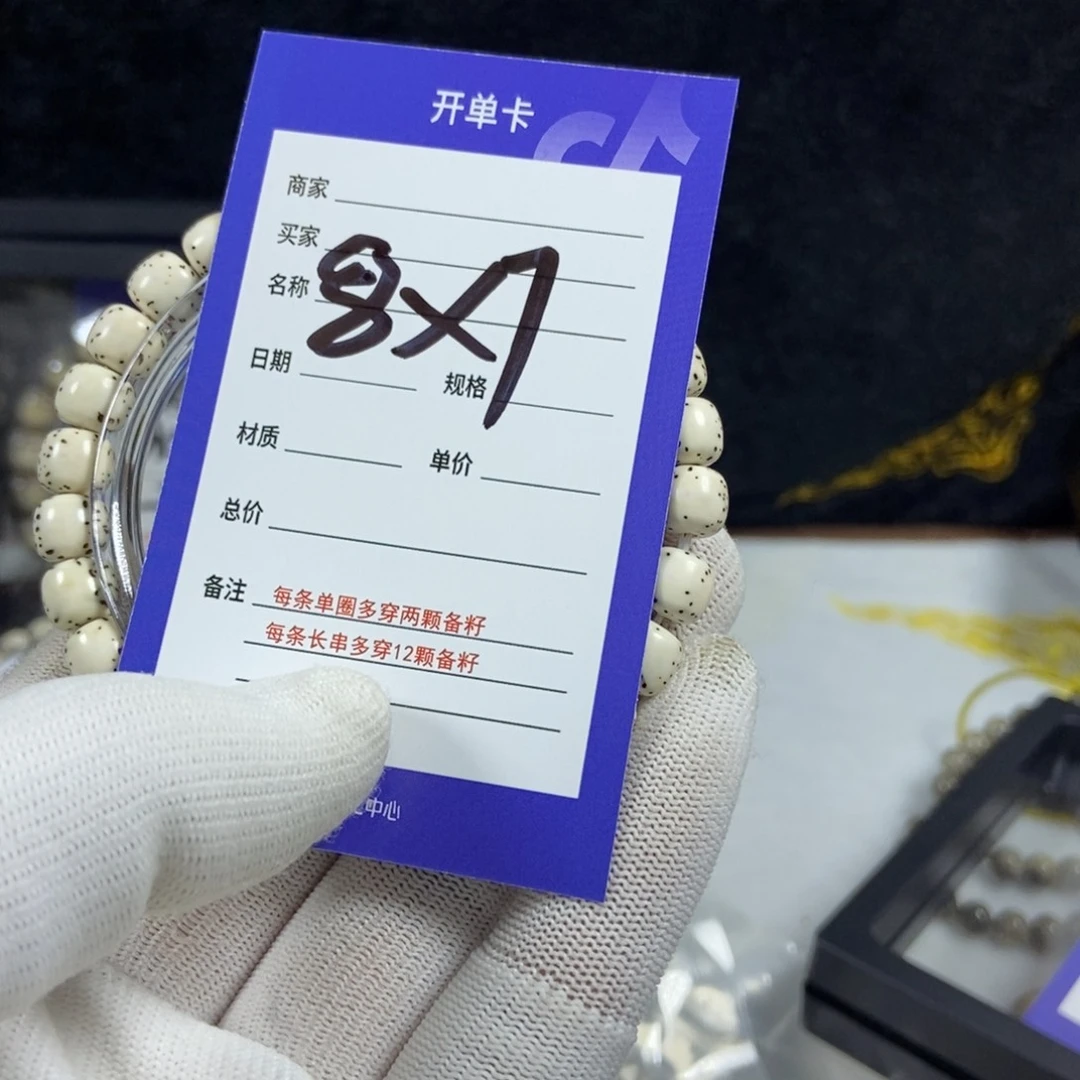 开单卡
商家
买家
名称
8X7
日期 规格
材质 单价
总价
备注 每条单圈多穿两颗备籽
每条长串多穿12颗备籽
中心